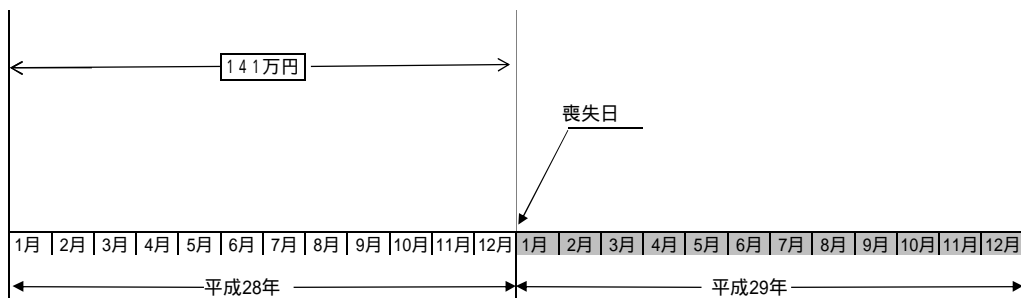 141万円
喪失日
1月 2月 3月 4月 5月 6月 7月 8月 9月 10月 11月 12月 1月 2月 3月 4月 5月 6月 7月 8月 9月 10月 11月 12月
平成28年 平成29年